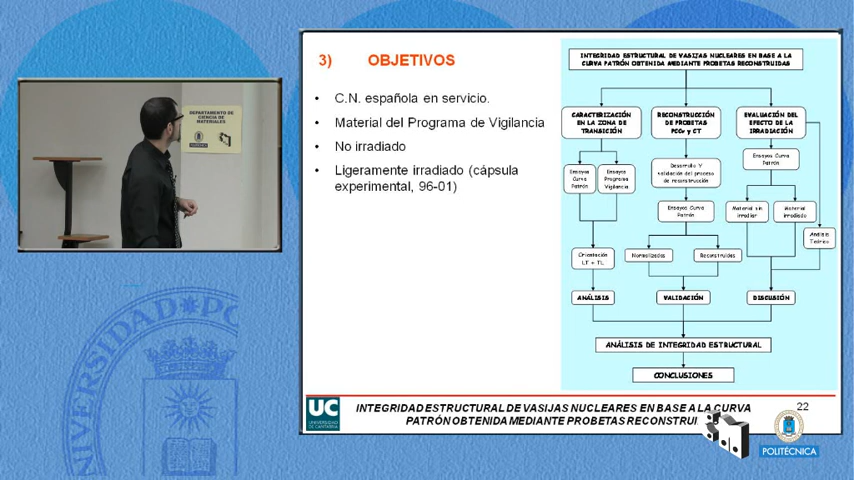 DEPARTAMENTO DE
CIENCIA DE
MATERIALES
3) OBJETIVOS
• C.N. española en servicio.
• Material del Programa de Vigilancia
• No irradiado
• Ligeramente irradiado (cápsula
experimental, 96-01)
INTEGRIDAD ESTRUCTURAL DE VASIJAS NUCLEARES EN BASE A LA
CURVA PATRÓN OBTENIDA MEDIANTE PROBETAS RECONSTRUIDAS
CARACTERIZACIÓN
EN LA ZONA DE
TRANSICIÓN
RECONSTRUCCIÓN
DE PROBETAS
PCCv y CT
EVALUACIÓN DEL
EFECTO DE LA
IRRADIACIÓN
Ensayos
Curva
Patrón
Ensayos
Programa
Vigilancia
Desarrollo Y
validación del proceso
de reconstrucción
Ensayos Curva
Patrón
Ensayos Curva
Patrón
Material sin
irradiar
Material
irradiado
Análisis
Teórico
Orientación
LT + TL
Normalizadas
Reconstruidas
ANÁLISIS
VALIDACIÓN
DISCUSIÓN
ANÁLISIS DE INTEGRIDAD ESTRUCTURAL
CONCLUSIONES
UC
UNIVERSIDAD
DE CANTABRIA
INTEGRIDAD ESTRUCTURAL DE VASIJAS NUCLEARES EN BASE A LA CURVA
PATRÓN OBTENIDA MEDIANTE PROBETAS RECONSTRUI
22
POLITÉCNICA
UNIVERSIDAD PO